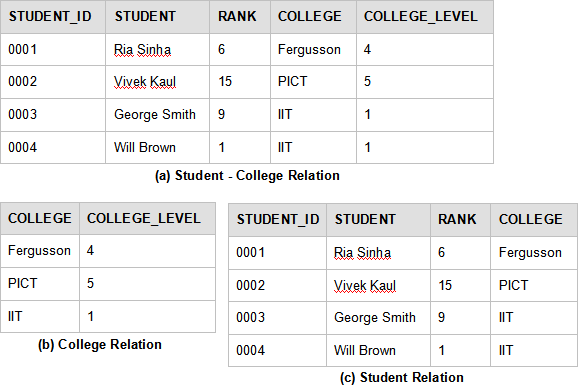 STUDENT_ID STUDENT RANK COLLEGE COLLEGE_LEVEL
0001 Ria Sinha 6 Fergusson 4
0002 Vivek Kaul 15 PICT 5
0003 George Smith 9 IIT 1
0004 Will Brown 1 IIT 1
(a) Student - College Relation
COLLEGE COLLEGE_LEVEL
Fergusson 4
PICT 5
IIT 1
(b) College Relation
STUDENT_ID STUDENT RANK COLLEGE
0001 Ria Sinha 6 Fergusson
0002 Vivek Kaul 15 PICT
0003 George Smith 9 IIT
0004 Will Brown 1 IIT
(c) Student Relation